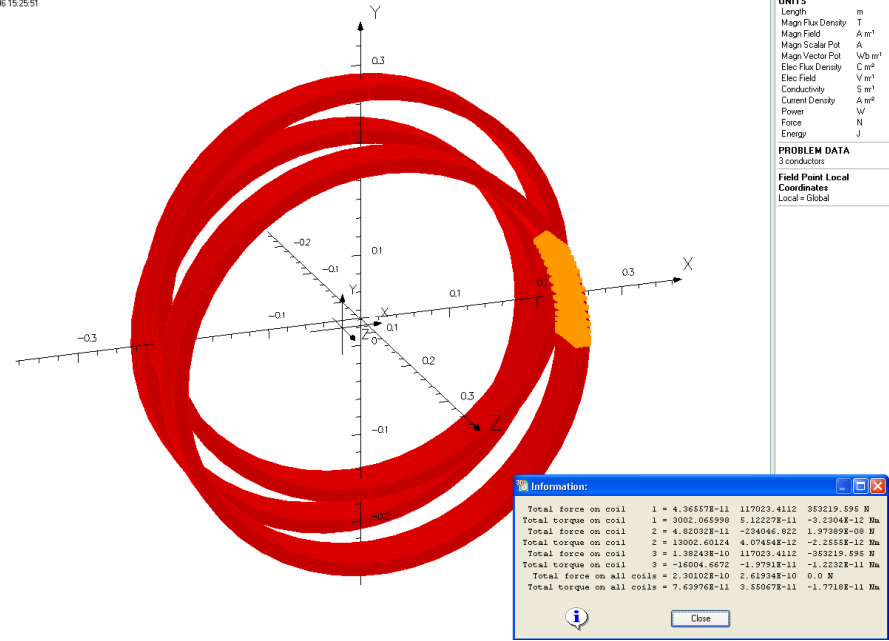 06 15:25:51
UNITS
Length m
Magn Flux Density T
Magn Field A m⁻¹
Magn Scalar Pot A
Magn Vector Pot Wb m⁻¹
Elec Flux Density C m⁻²
Elec Field V m⁻¹
Conductivity S m⁻¹
Current Density A m⁻²
Power W
Force N
Energy J
PROBLEM DATA
3 conductors
Field Point Local
Coordinates
Local = Global
Y
0.3
-0.2
0.1
-0.1
X
0.3
0.1
Y
-0.1
X
0.1
-0.3
Z
0.2
0.3
Z
-0.1
-0.2
Information:
Total force on coil 1 = 4.36557E-11 117023.4112 353219.595 N
Total torque on coil 1 = 3002.065998 5.12227E-11 -3.2304E-12 Nm
Total force on coil 2 = 4.82032E-11 -234046.822 1.97389E-08 N
Total torque on coil 2 = 13002.60124 4.07454E-12 -2.2555E-12 Nm
Total force on coil 3 = 1.38243E-10 117023.4112 -353219.595 N
Total torque on coil 3 = -16004.6672 -1.9791E-11 -1.2232E-11 Nm
Total force on all coils = 2.30102E-10 2.61934E-10 0.0 N
Total torque on all coils = 7.63976E-11 3.55067E-11 -1.7718E-11 Nm
Close